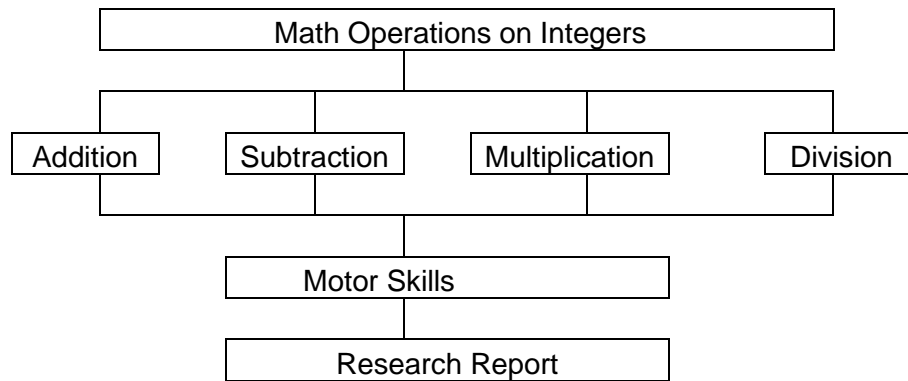 Math Operations on Integers
Addition Subtraction Multiplication Division
Motor Skills
Research Report